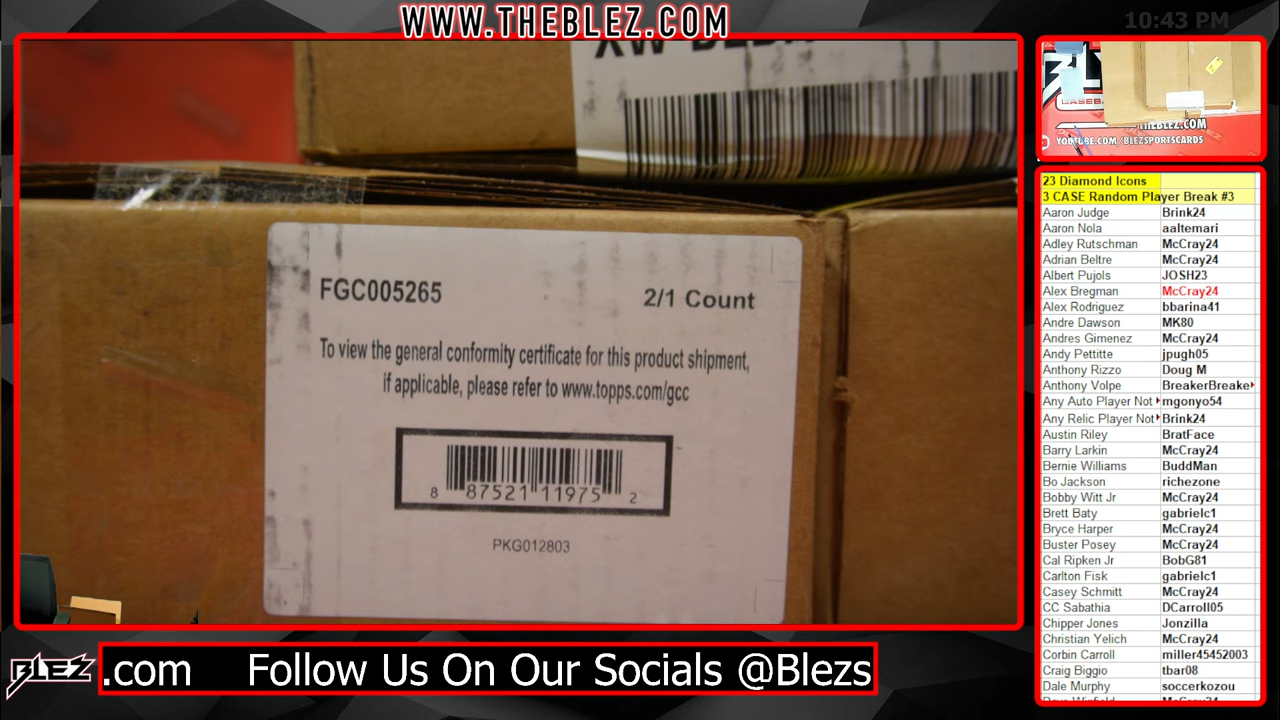 WWW.THEBLEZ.COM
10:43 PM
FGC005265
2/1 Count
To view the general conformity certificate for this product shipment,
if applicable, please refer to www.topps.com/gcc
8 87521 11975 2
PKG012803
THEBLEZ.COM
YOUTUBE.COM/BLEZSPORTSCARDS
23 Diamond Icons
3 CASE Random Player Break #3
Aaron Judge Brink24
Aaron Nola aaltemari
Adley Rutschman McCray24
Adrian Beltre McCray24
Albert Pujols JOSH23
Alex Bregman McCray24
Alex Rodriguez bbarina41
Andre Dawson MK80
Andres Gimenez McCray24
Andy Pettitte jpugh05
Anthony Rizzo Doug M
Anthony Volpe BreakerBreake
Any Auto Player Not mgonyo54
Any Relic Player Not Brink24
Austin Riley BratFace
Barry Larkin McCray24
Bernie Williams BuddMan
Bo Jackson richezone
Bobby Witt Jr McCray24
Brett Baty gabrielc1
Bryce Harper McCray24
Buster Posey McCray24
Cal Ripken Jr BobG81
Carlton Fisk gabrielc1
Casey Schmitt McCray24
CC Sabathia DCarroll05
Chipper Jones Jonzilla
Christian Yelich McCray24
Corbin Carroll miller45452003
Craig Biggio tbar08
Dale Murphy soccerkozou
BLEZ .com Follow Us On Our Socials @Blezs